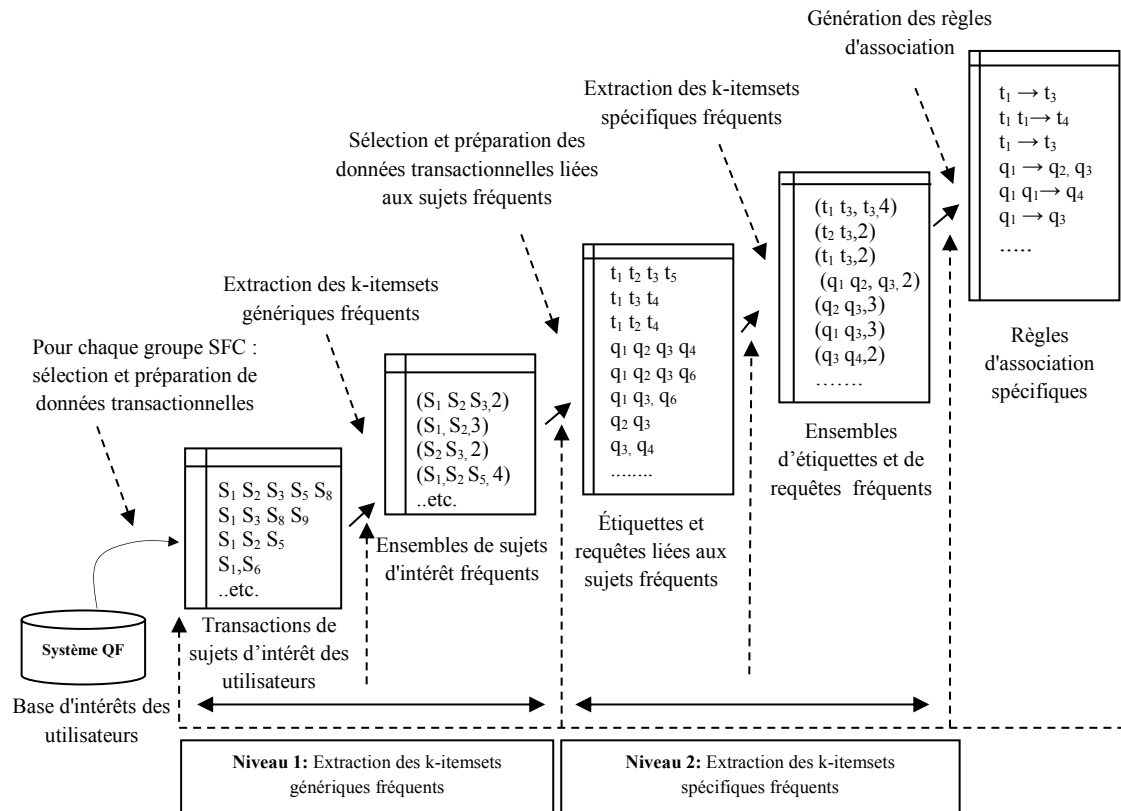 Génération des règles
d'association
Extraction des k-itemsets
spécifiques fréquents
Sélection et préparation des
données transactionnelles liées
aux sujets fréquents
Extraction des k-itemsets
génériques fréquents
Pour chaque groupe SFC :
sélection et préparation de
données transactionnelles
Système QF
Base d'intérêts des
utilisateurs
S1 S2 S3 S5 S8
S1 S3 S8 S9
S1 S2 S5
S1,S6
..etc.
Transactions de
sujets d'intérêt des
utilisateurs
(S1 S2 S3,2)
(S1, S2,3)
(S2 S3, 2)
(S1,S2 S5, 4)
..etc.
Ensembles de sujets
d'intérêt fréquents
t1 t2 t3 t5
t1 t3 t4
t1 t2 t4
q1 q2 q3 q4
q1 q2 q3 q6
q1 q3, q6
q2 q3
q3, q4
........
Étiquettes et
requêtes liées aux
sujets fréquents
(t1 t3, t3,4)
(t2 t3,2)
(t1 t3,2)
(q1 q2, q3, 2)
(q2 q3,3)
(q1 q3,3)
(q3 q4,2)
.......
Ensembles
d'étiquettes et de
requêtes fréquents
t1 → t3
t1 t1→ t4
t1 → t3
q1 → q2, q3
q1 q1→ q4
q1 → q3
.....
Règles
d'association
spécifiques
Niveau 1: Extraction des k-itemsets
génériques fréquents
Niveau 2: Extraction des k-itemsets
spécifiques fréquents